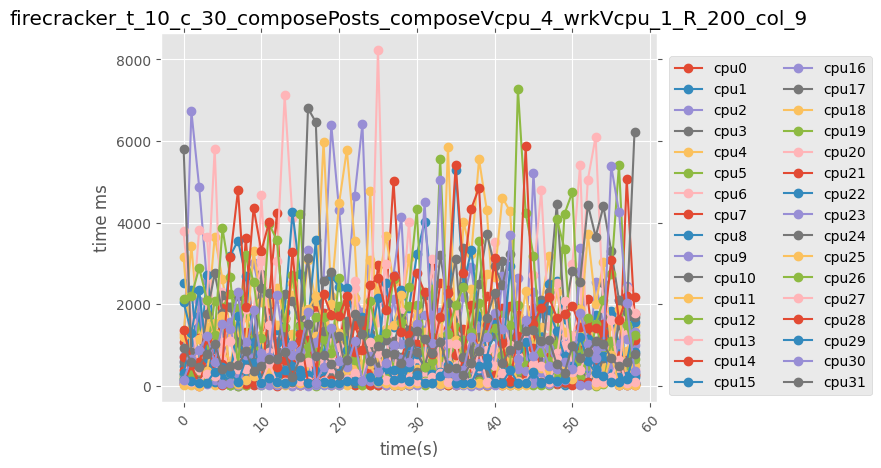 firecracker_t_10_c_30_composePosts_composeVcpu_4_wrkVcpu_1_R_200_col_9
8000
6000
4000
2000
0
time ms
0
10
20
30
40
50
60
time(s)
cpu0
cpu1
cpu2
cpu3
cpu4
cpu5
cpu6
cpu7
cpu8
cpu9
cpu10
cpu11
cpu12
cpu13
cpu14
cpu15
cpu16
cpu17
cpu18
cpu19
cpu20
cpu21
cpu22
cpu23
cpu24
cpu25
cpu26
cpu27
cpu28
cpu29
cpu30
cpu31